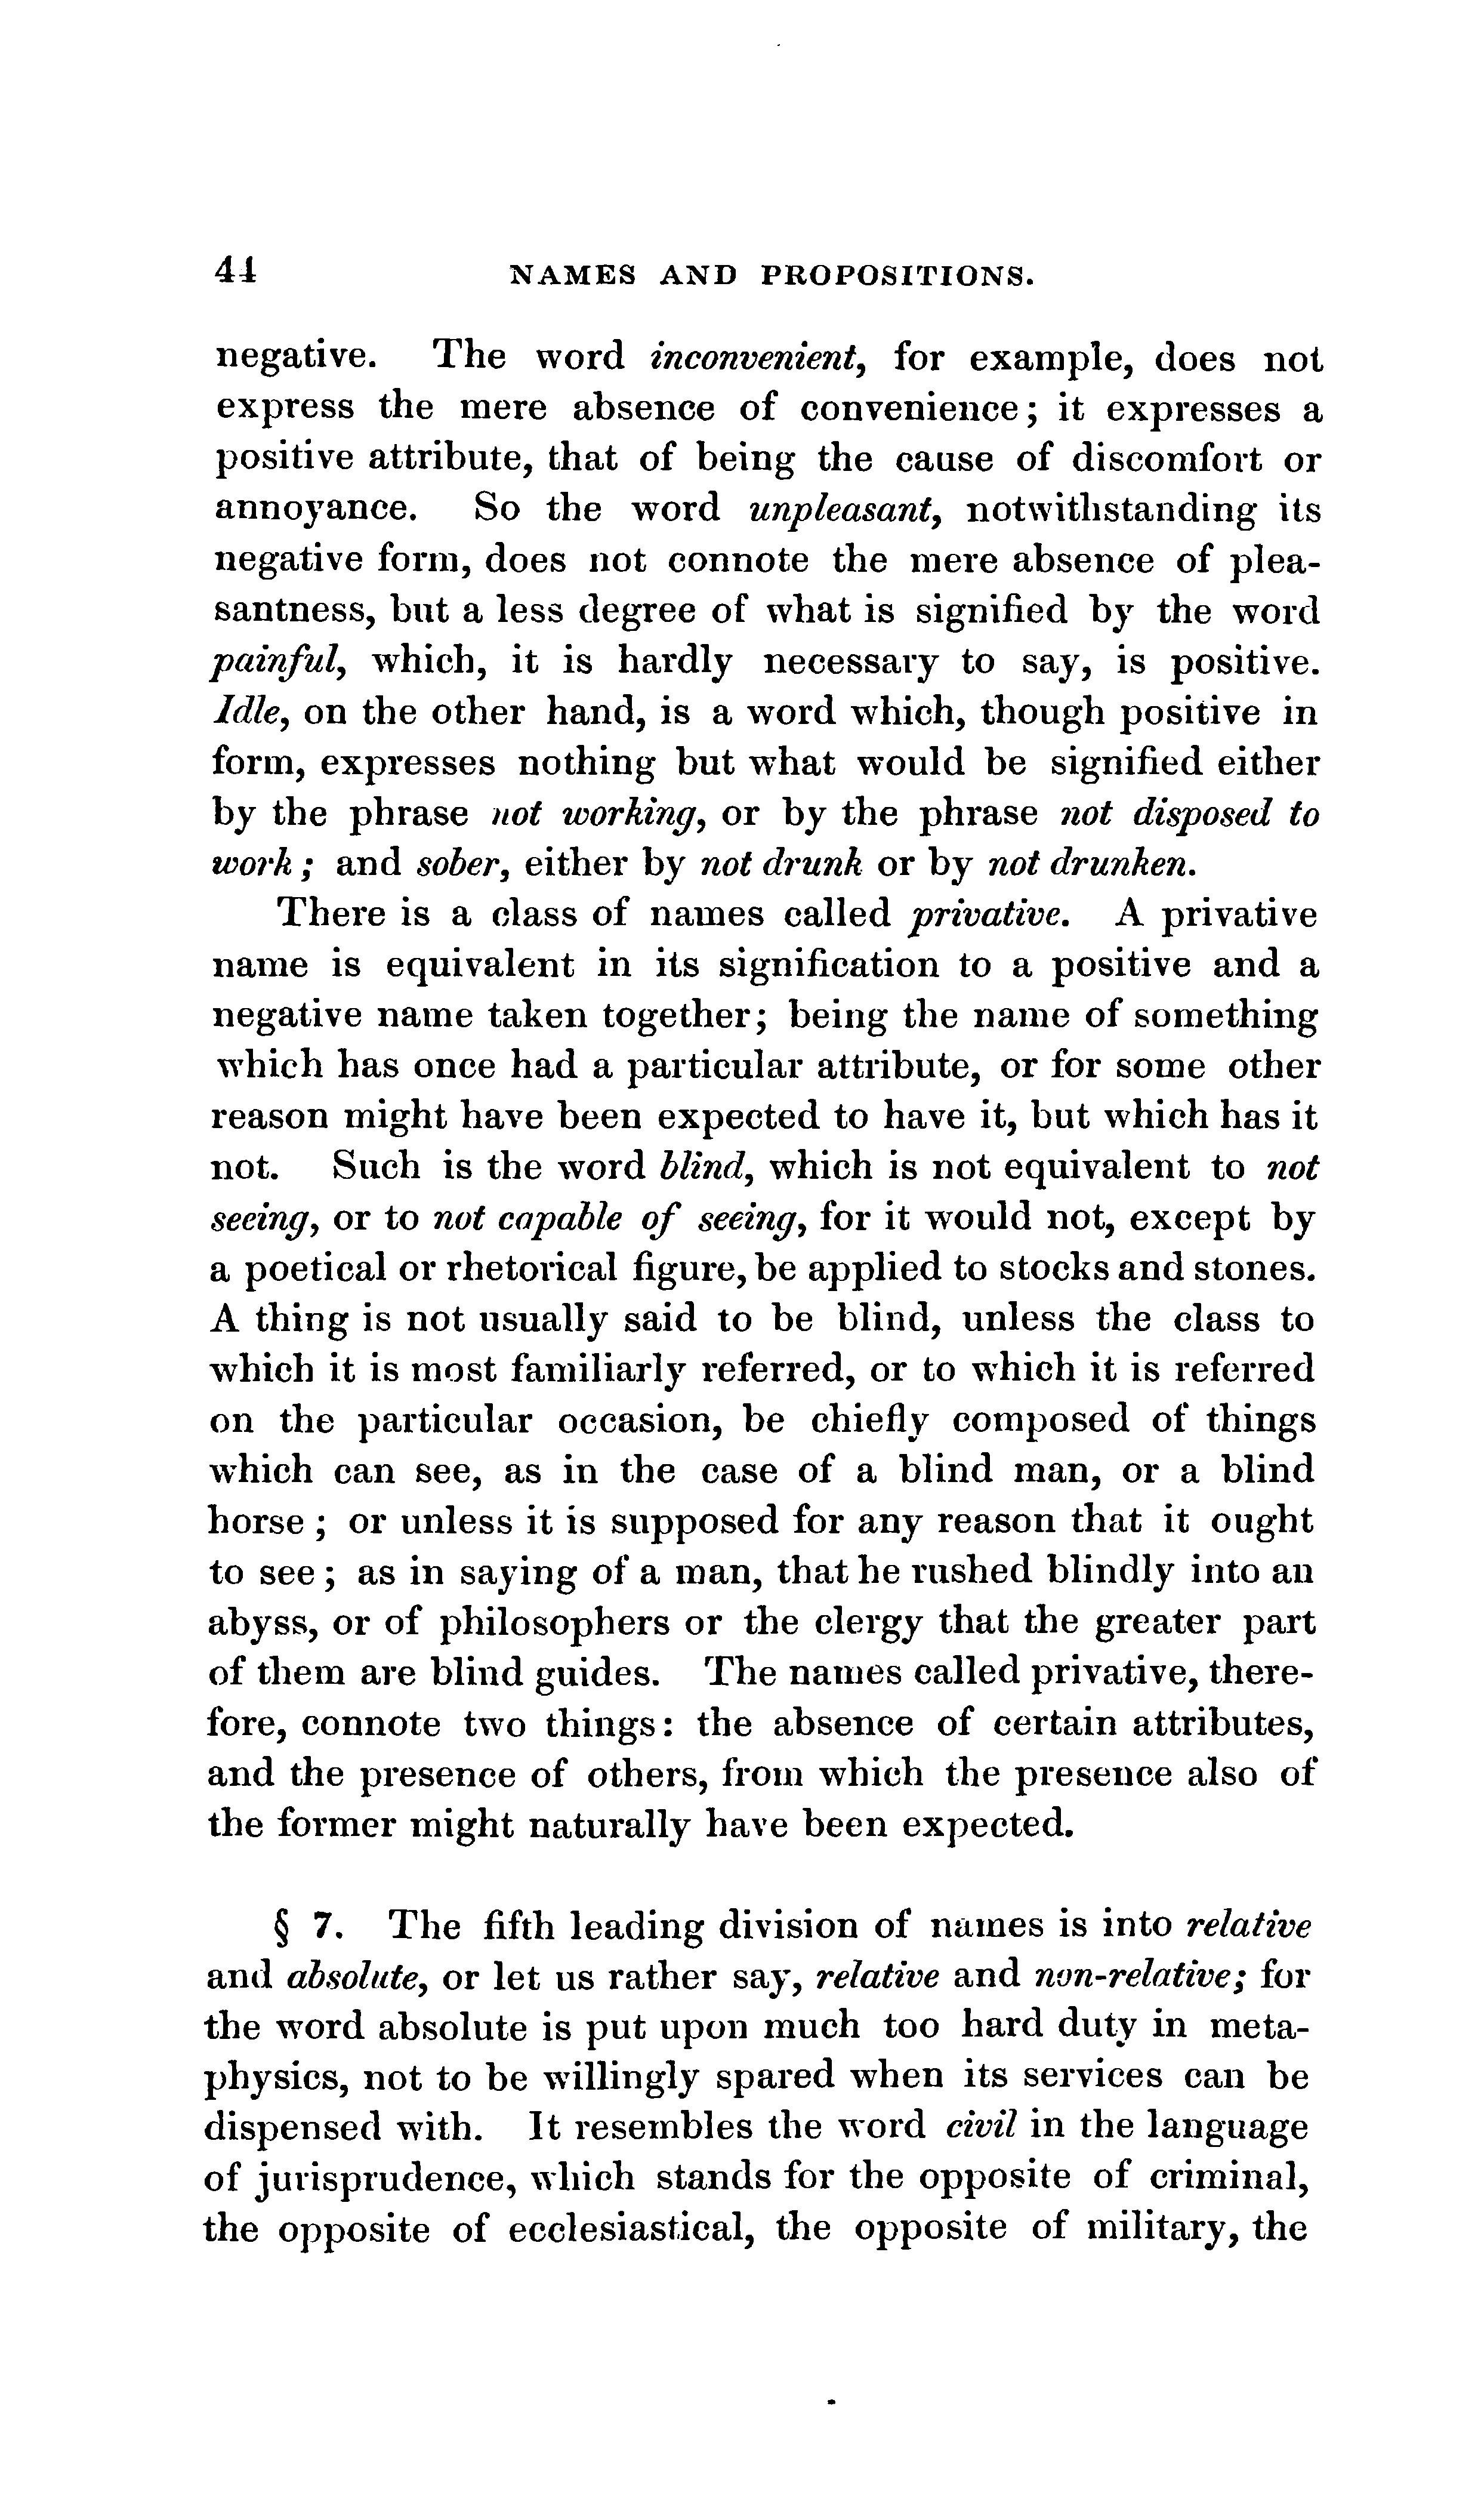 44 NAMES AND PROPOSITIONS.
negative. The word inconvenient, for example, does not
express the mere absence of convenience; it expresses a
positive attribute, that of being the cause of discomfort or
annoyance. So the word unpleasant, notwithstanding its
negative form, does not connote the mere absence of plea-
santness, but a less degree of what is signified by the word
painful, which, it is hardly necessary to say, is positive.
Idle, on the other hand, is a word which, though positive in
form, expresses nothing but what would be signified either
by the phrase not working, or by the phrase not disposed to
work; and sober, either by not drunk or by not drunken.
There is a class of names called privative. A privative
name is equivalent in its signification to a positive and a
negative name taken together; being the name of something
which has once had a particular attribute, or for some other
reason might have been expected to have it, but which has it
not. Such is the word blind, which is not equivalent to not
seeing, or to not capable of seeing, for it would not, except by
a poetical or rhetorical figure, be applied to stocks and stones.
A thing is not usually said to be blind, unless the class to
which it is most familiarly referred, or to which it is referred
on the particular occasion, be chiefly composed of things
which can see, as in the case of a blind man, or a blind
horse; or unless it is supposed for any reason that it ought
to see; as in saying of a man, that he rushed blindly into an
abyss, or of philosophers or the clergy that the greater part
of them are blind guides. The names called privative, there-
fore, connote two things: the absence of certain attributes,
and the presence of others, from which the presence also of
the former might naturally have been expected.
§ 7. The fifth leading division of names is into relative
and absolute, or let us rather say, relative and non-relative; for
the word absolute is put upon much too hard duty in meta-
physics, not to be willingly spared when its services can be
dispensed with. It resembles the word civil in the language
of jurisprudence, which stands for the opposite of criminal,
the opposite of ecclesiastical, the opposite of military, the